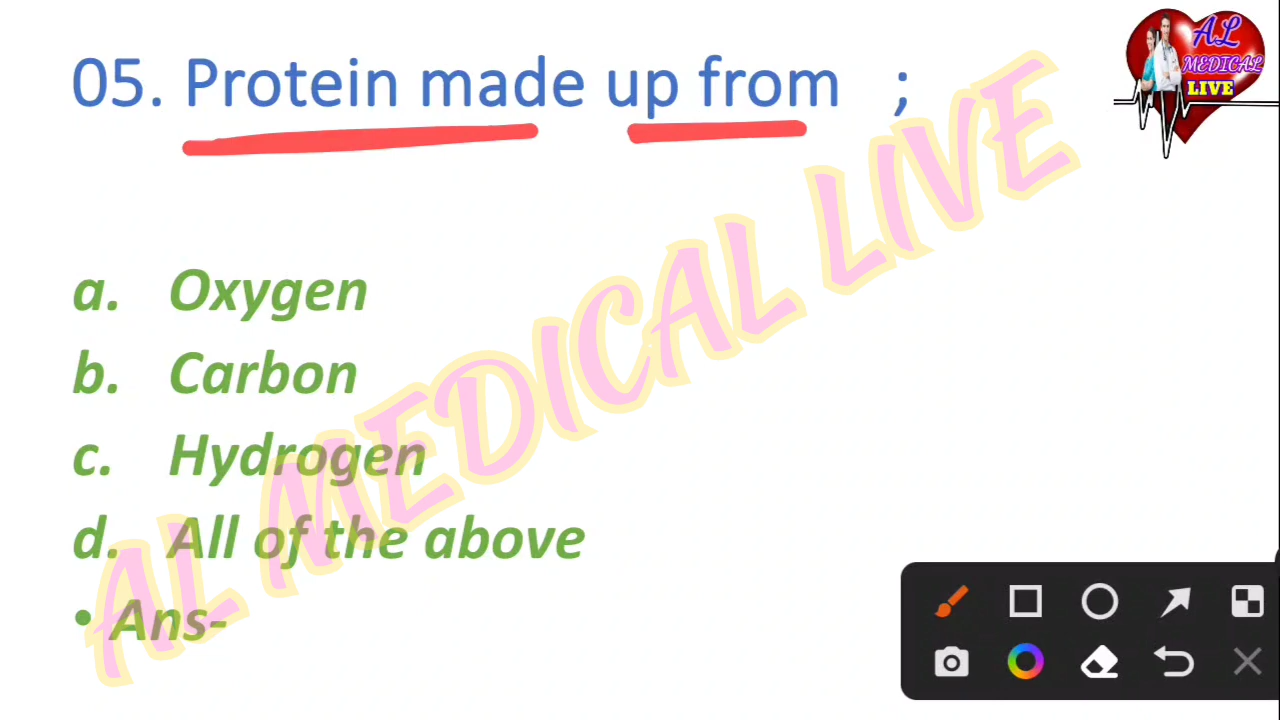 05. Protein made up from ;
AL
MEDICAL
LIVE
a. Oxygen
b. Carbon
c. Hydrogen
d. All of the above
• Ans-
AL MEDICAL LIVE